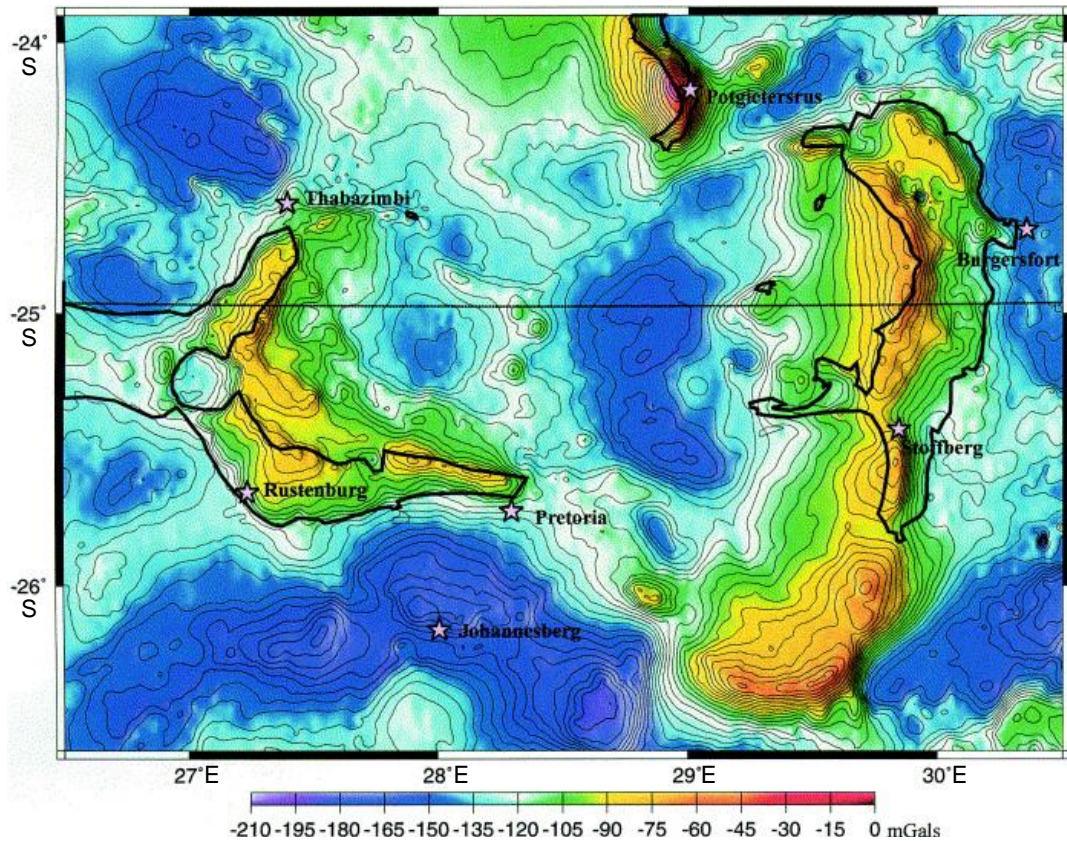 -24°
S
Potgietersrus
Thabazimbi
Burgersfort
-25°
S
Stoffberg
Rustenburg
Pretoria
-26°
S
Johannesberg
27°E 28°E 29°E 30°E
-210 -195 -180 -165 -150 -135 -120 -105 -90 -75 -60 -45 -30 -15 0 mGals